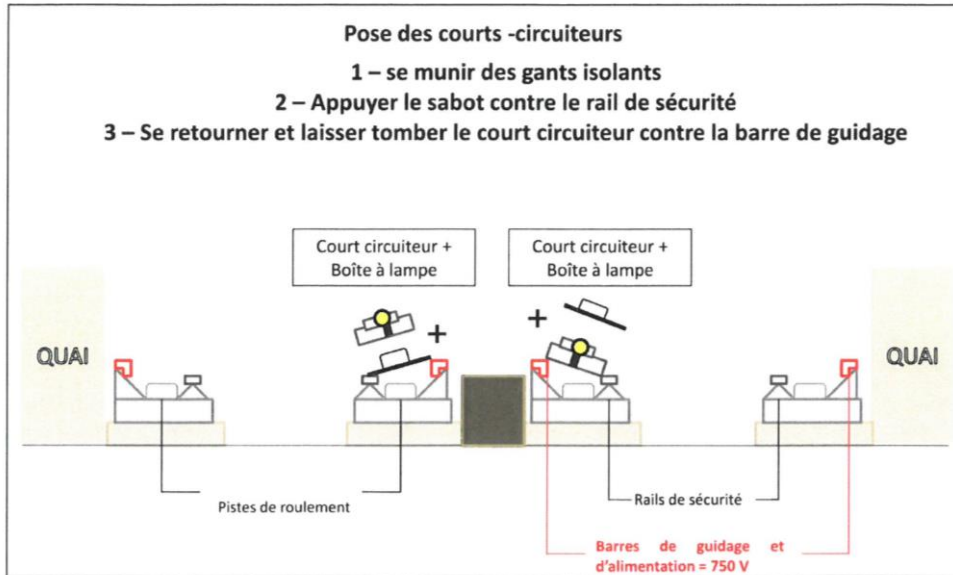 Pose des courts -circuiteurs
1 – se munir des gants isolants
2 – Appuyer le sabot contre le rail de sécurité
3 – Se retourner et laisser tomber le court circuiteur contre la barre de guidage
Court circuiteur +
Boîte à lampe
Court circuiteur +
Boîte à lampe
+
+
QUAI
QUAI
Pistes de roulement
Rails de sécurité
Barres de guidage et
d'alimentation = 750 V